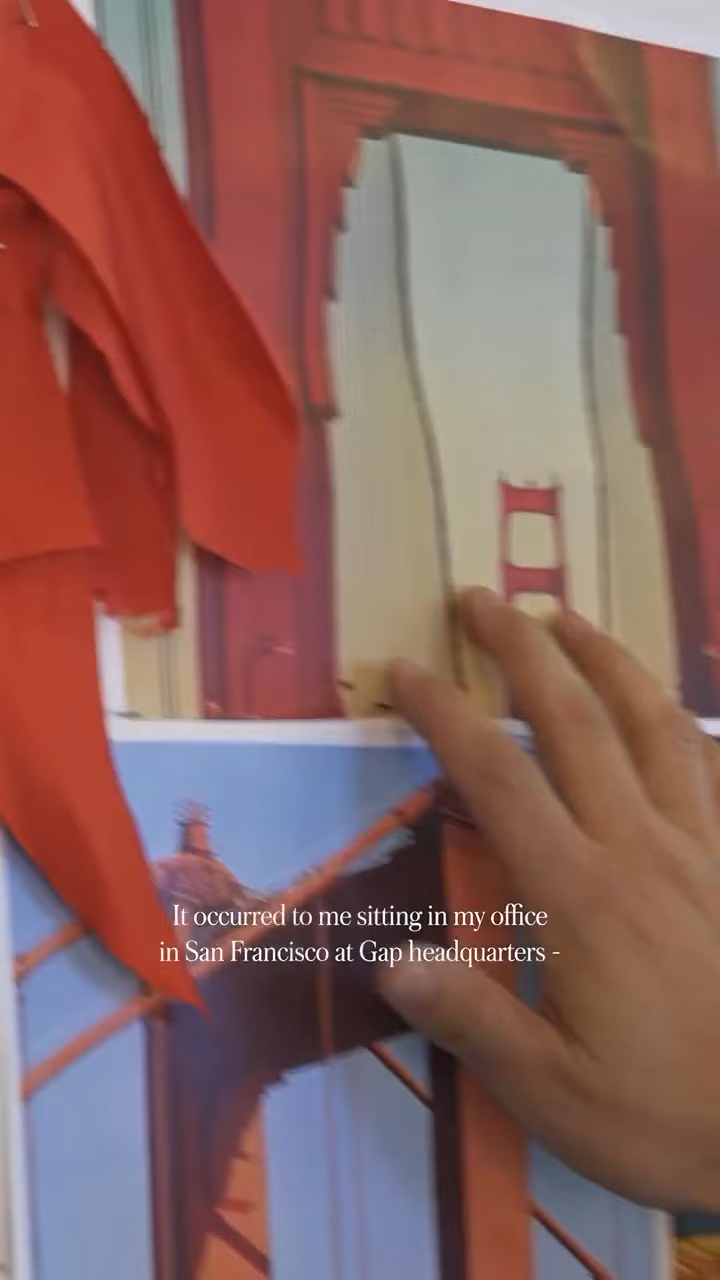 It occurred to me sitting in my office
in San Francisco at Gap headquarters -